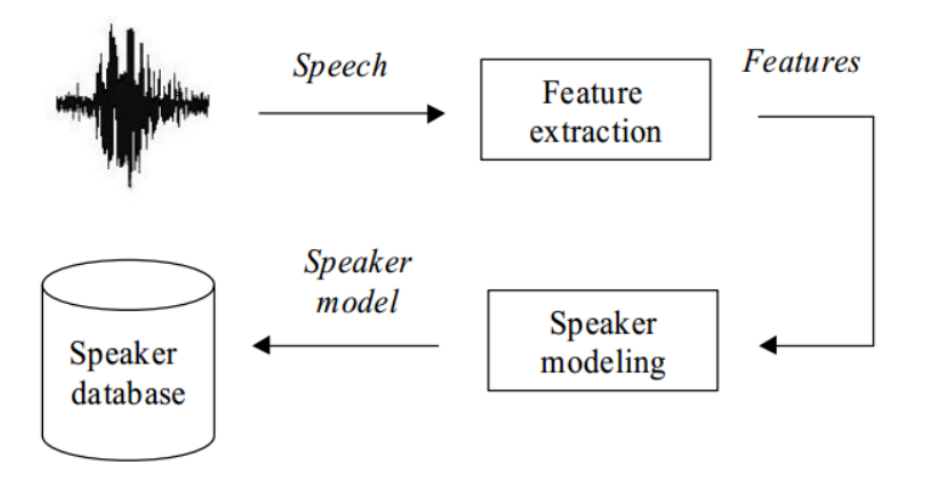 Speech
Feature
extraction
Features
Speaker
model
Speaker
modeling
Speaker
database